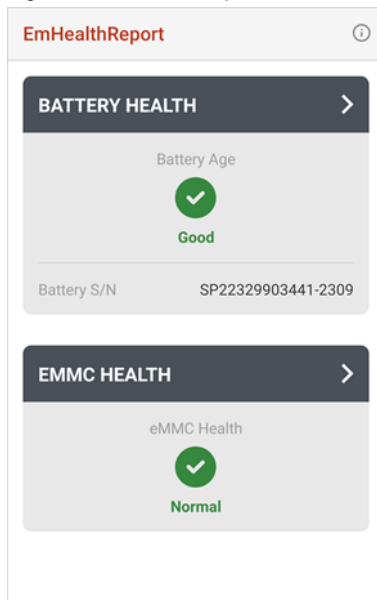 EmHealthReport
BATTERY HEALTH
Battery Age
Good
Battery S/N SP22329903441-2309
EMMC HEALTH
eMMC Health
Normal